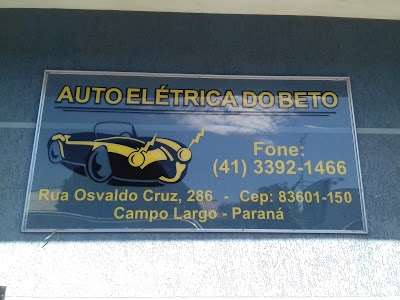 AUTO ELÉTRICA DO BETO
Fone:
(41) 3392-1466
Rua Osvaldo Cruz, 286 - Cep: 83601-150
Campo Largo - Paraná